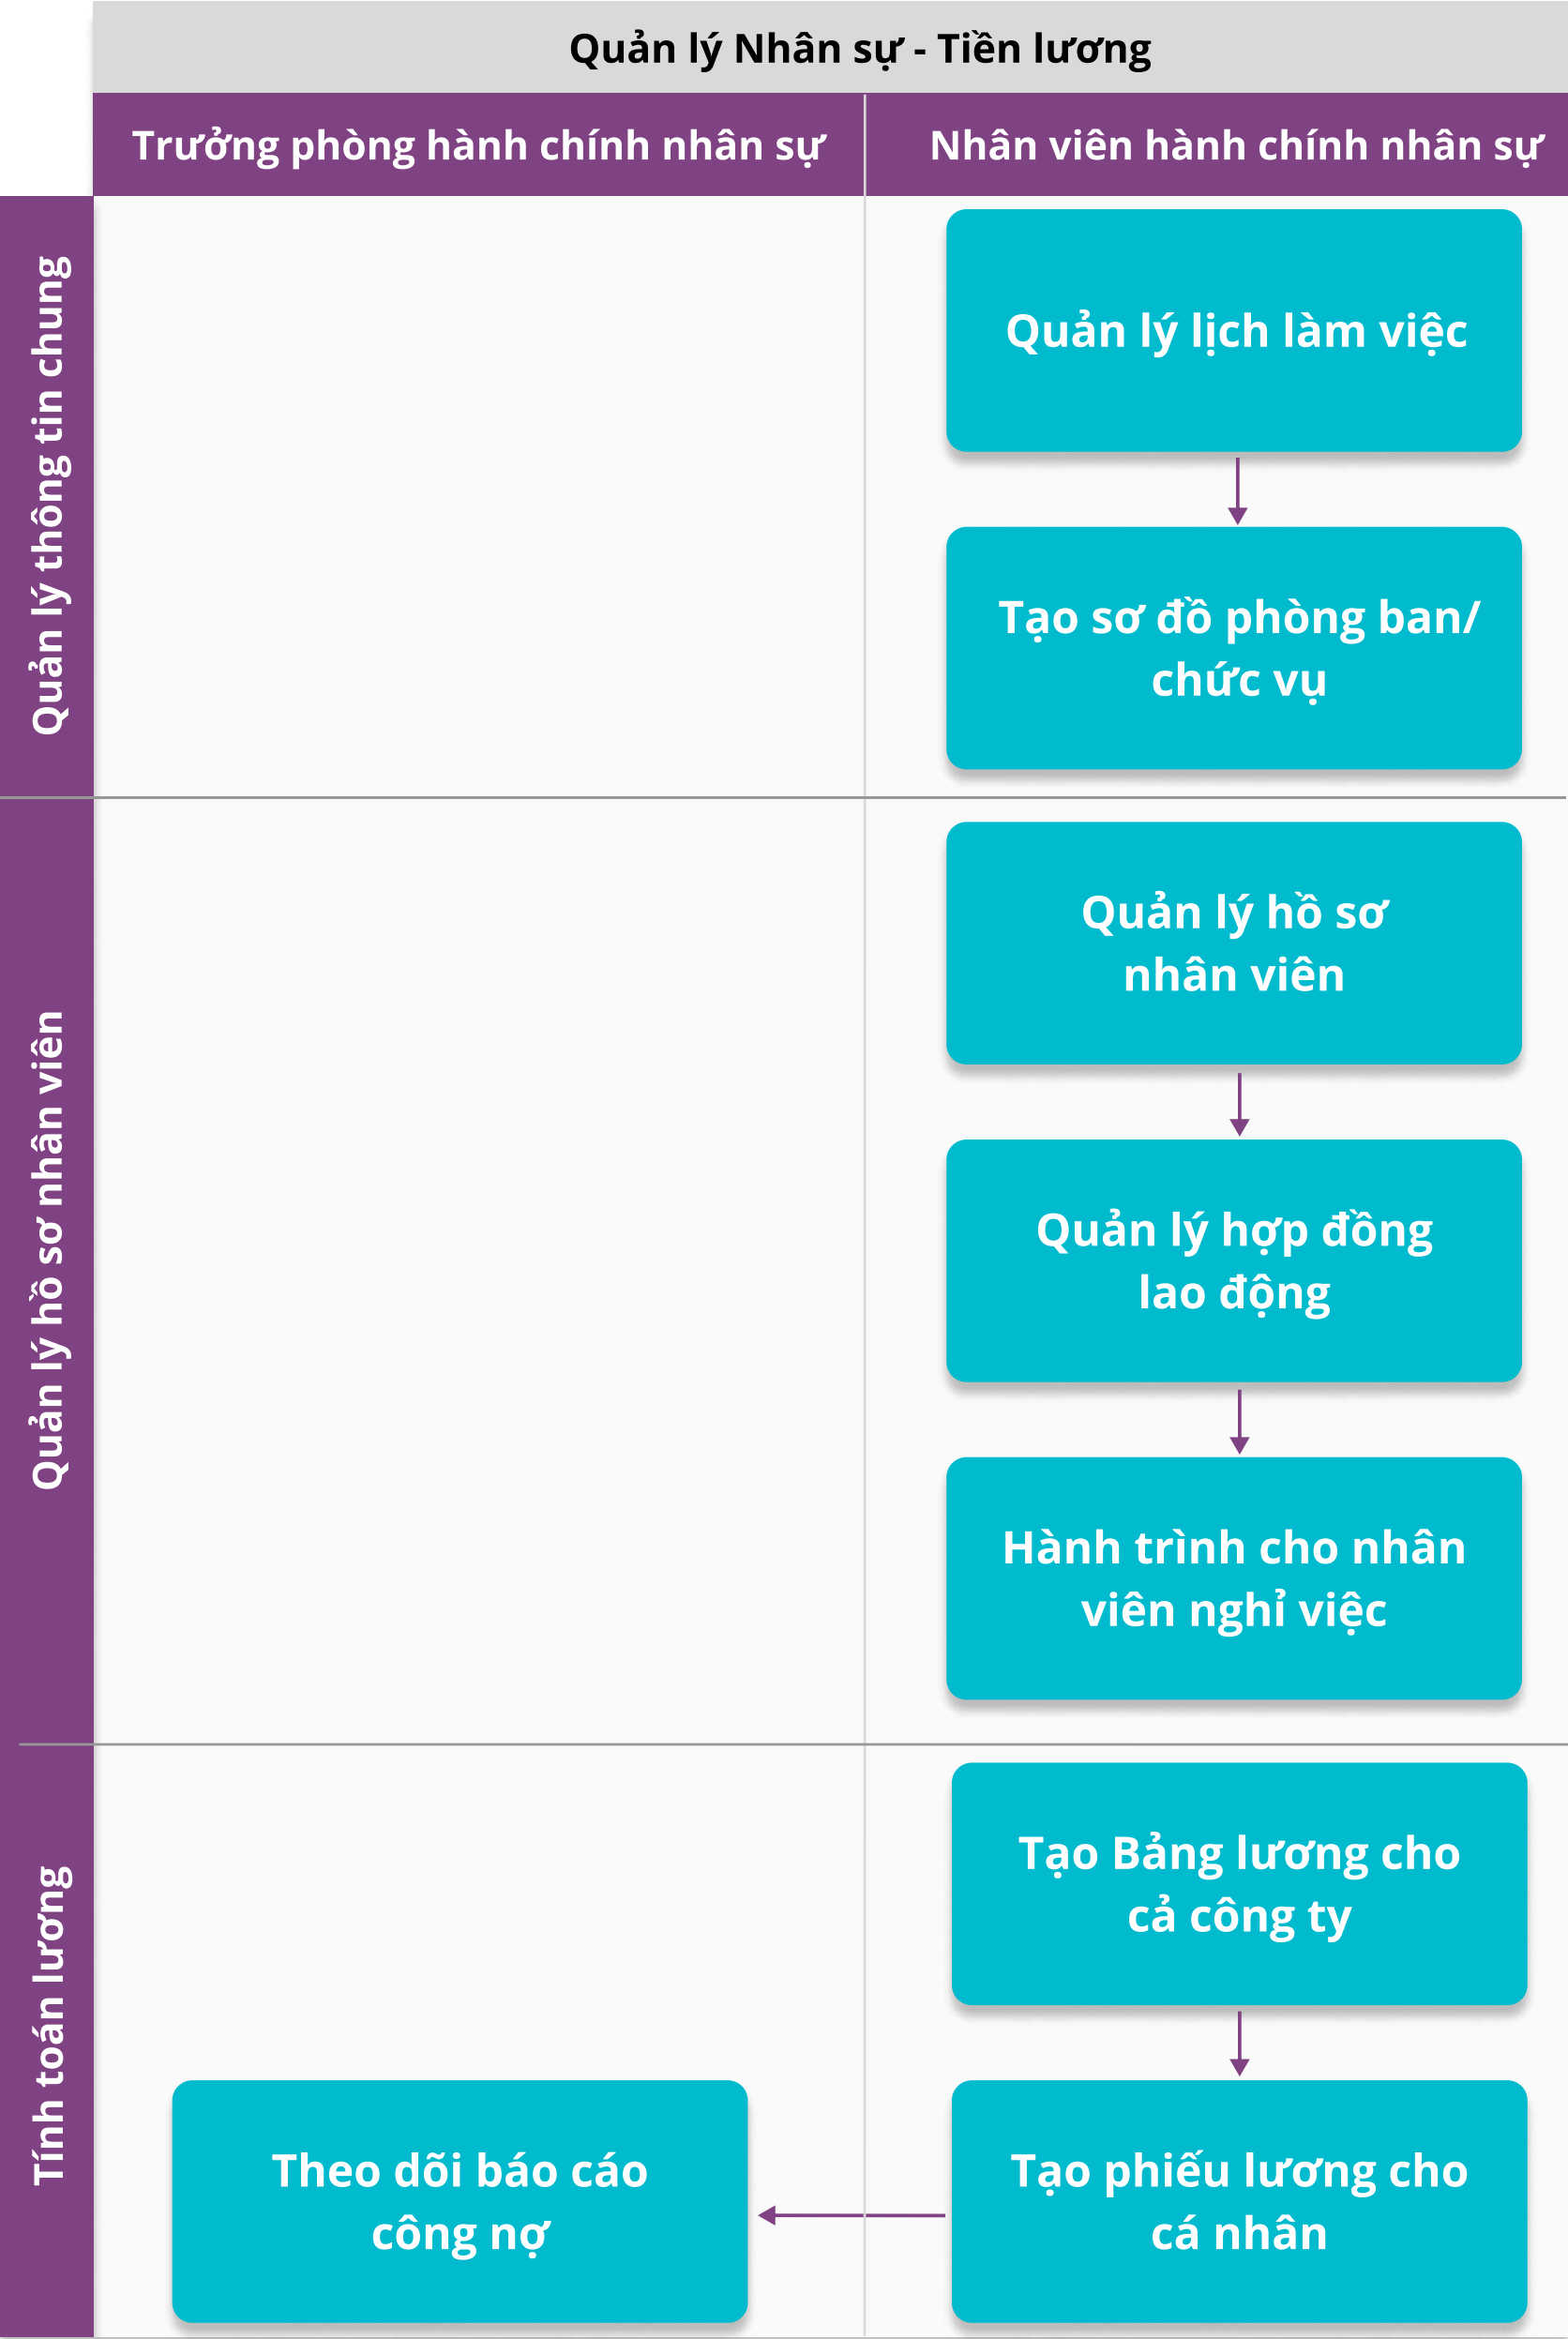 Quản lý Nhân sự - Tiền lương
Trưởng phòng hành chính nhân sự
Nhân viên hành chính nhân sự
Quản lý thông tin chung
Quản lý lịch làm việc
Tạo sơ đồ phòng ban/
chức vụ
Quản lý hồ sơ nhân viên
Quản lý hồ sơ
nhân viên
Quản lý hợp đồng
lao động
Hành trình cho nhân
viên nghỉ việc
Tính toán lương
Tạo Bảng lương cho
cả công ty
Theo dõi báo cáo
công nợ
Tạo phiếu lương cho
cá nhân